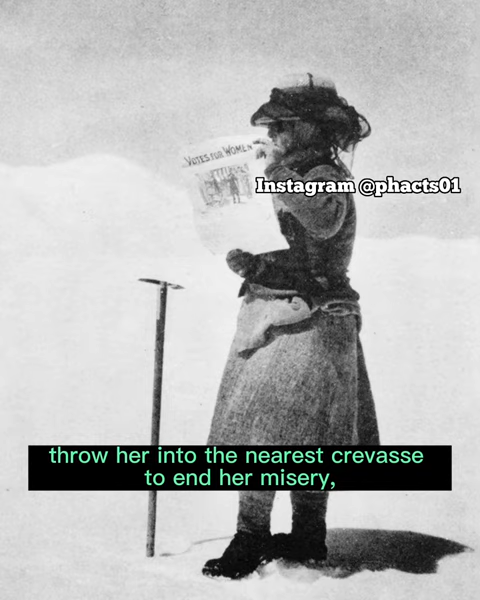 VOTES FOR WOMEN
Instagram @phacts01
throw her into the nearest crevasse
to end her misery,